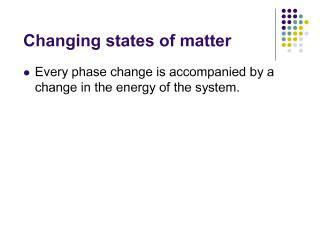 Changing states of matter
Every phase change is accompanied by a
change in the energy of the system.